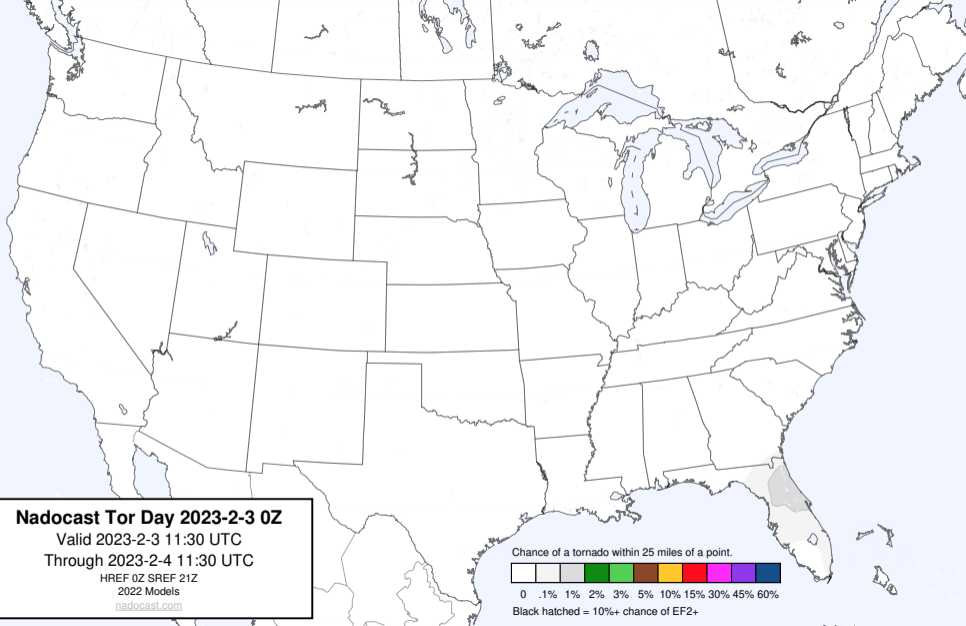 Nadocast Tor Day 2023-2-3 0Z
Valid 2023-2-3 11:30 UTC
Through 2023-2-4 11:30 UTC
HREF 0Z SREF 21Z
2022 Models
nadocast.com
Chance of a tornado within 25 miles of a point.
0 .1% 1% 2% 3% 5% 10% 15% 30% 45% 60%
Black hatched = 10%+ chance of EF2+